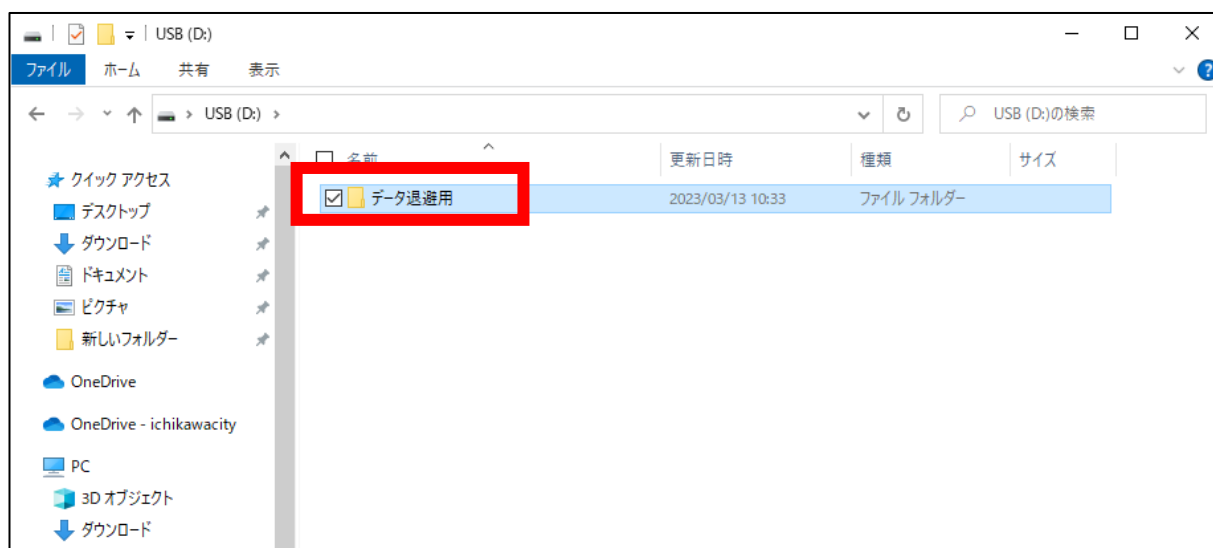 USB (D:)
ファイル ホーム 共有 表示
USB (D:) USB (D:)の検索
名前 更新日時 種類 サイズ
クイック アクセス
データ退避用 2023/03/13 10:33 ファイル フォルダー
デスクトップ
ダウンロード
ドキュメント
ピクチャ
新しいフォルダー
OneDrive
OneDrive - ichikawacity
PC
3D オブジェクト
ダウンロード